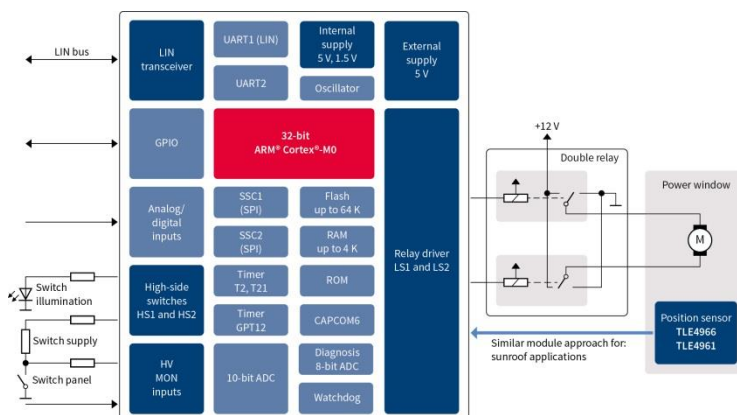 LIN bus
LIN
transceiver
UART1 (LIN)
UART2
Internal
supply
5 V, 1.5 V
Oscillator
External
supply
5 V
GPIO
32-bit
ARM® Cortex®-M0
Analog/
digital
inputs
SSC1
(SPI)
SSC2
(SPI)
Flash
up to 64 K
RAM
up to 4 K
Relay driver
LS1 and LS2
High-side
switches
HS1 and HS2
Timer
T2, T21
Timer
GPT12
ROM
CAPCOM6
HV
MON
inputs
10-bit ADC
Diagnosis
8-bit ADC
Watchdog
Switch
illumination
Switch supply
Switch panel
+12 V
Double relay
Power window
M
Position sensor
TLE4966
TLE4961
Similar module approach for:
sunroof applications